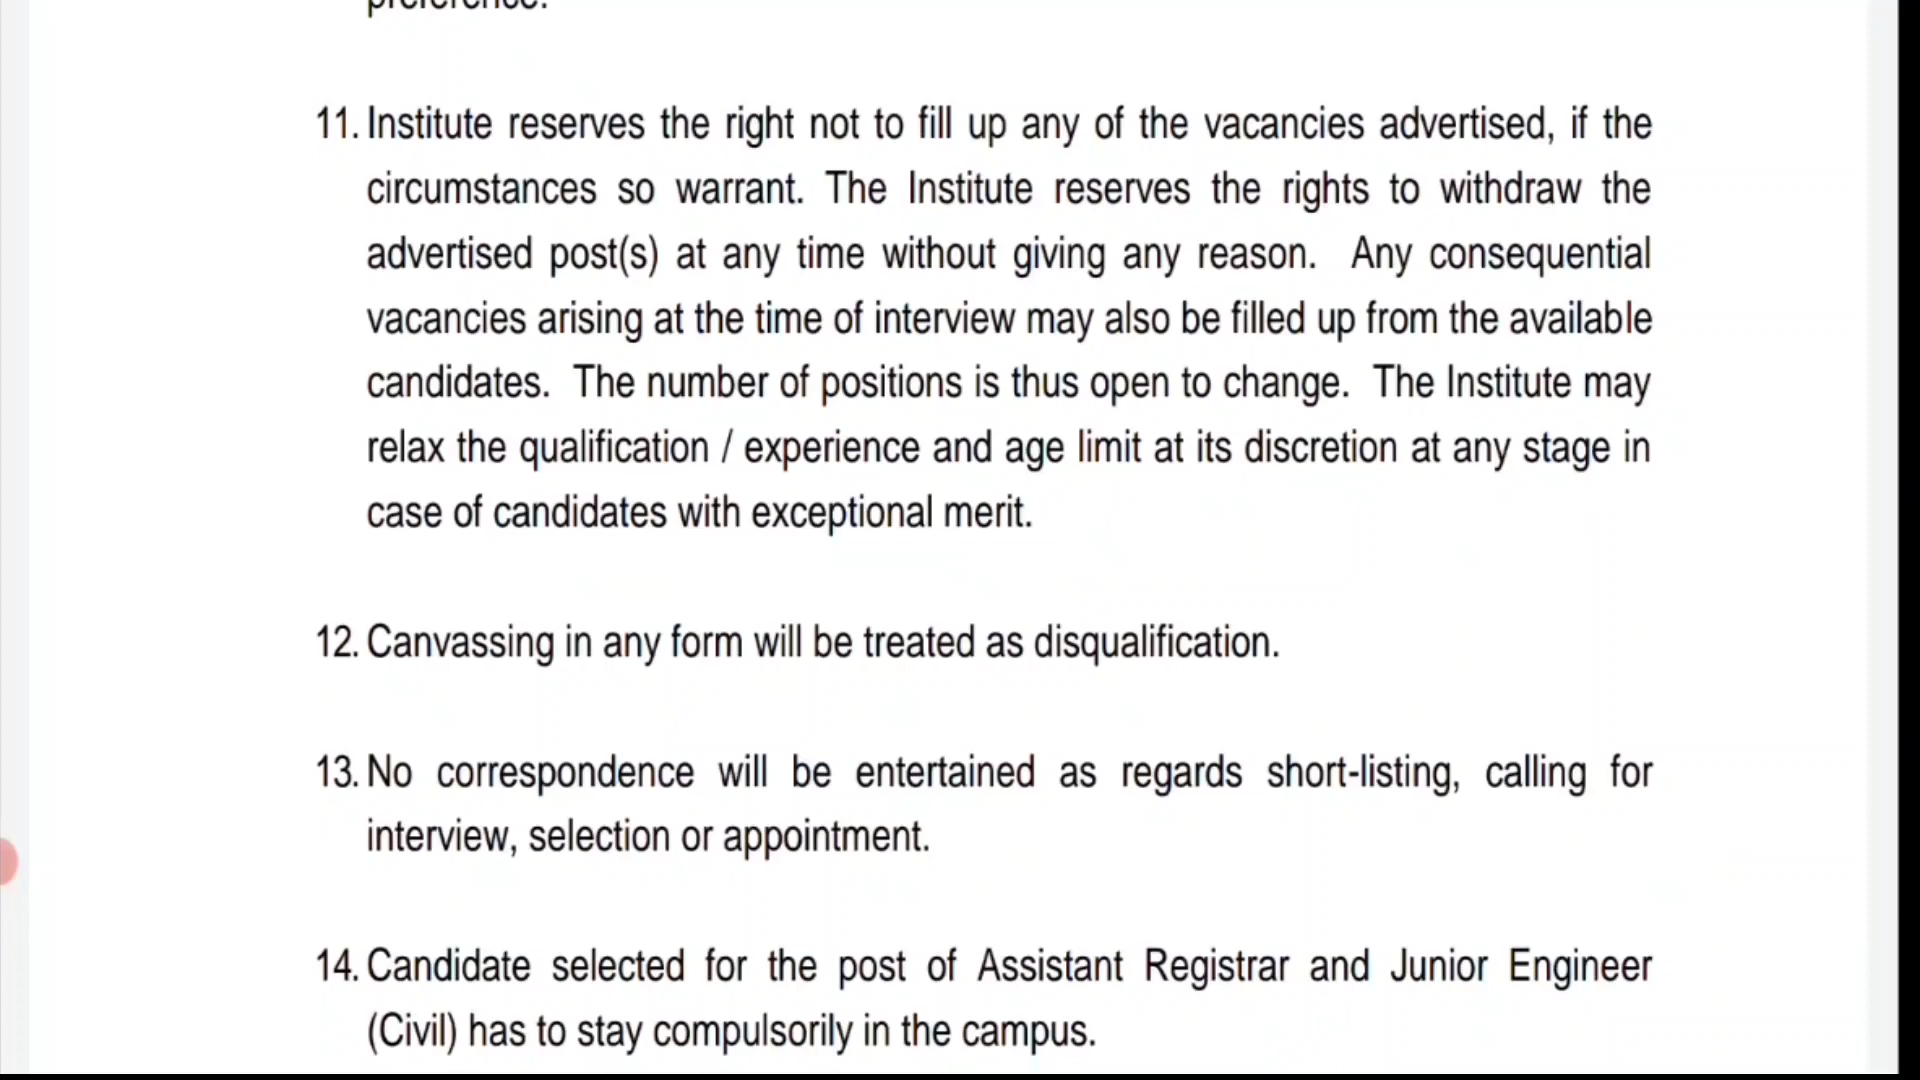 preference.
11. Institute reserves the right not to fill up any of the vacancies advertised, if the
circumstances so warrant. The Institute reserves the rights to withdraw the
advertised post(s) at any time without giving any reason. Any consequential
vacancies arising at the time of interview may also be filled up from the available
candidates. The number of positions is thus open to change. The Institute may
relax the qualification / experience and age limit at its discretion at any stage in
case of candidates with exceptional merit.
12. Canvassing in any form will be treated as disqualification.
13. No correspondence will be entertained as regards short-listing, calling for
interview, selection or appointment.
14. Candidate selected for the post of Assistant Registrar and Junior Engineer
(Civil) has to stay compulsorily in the campus.